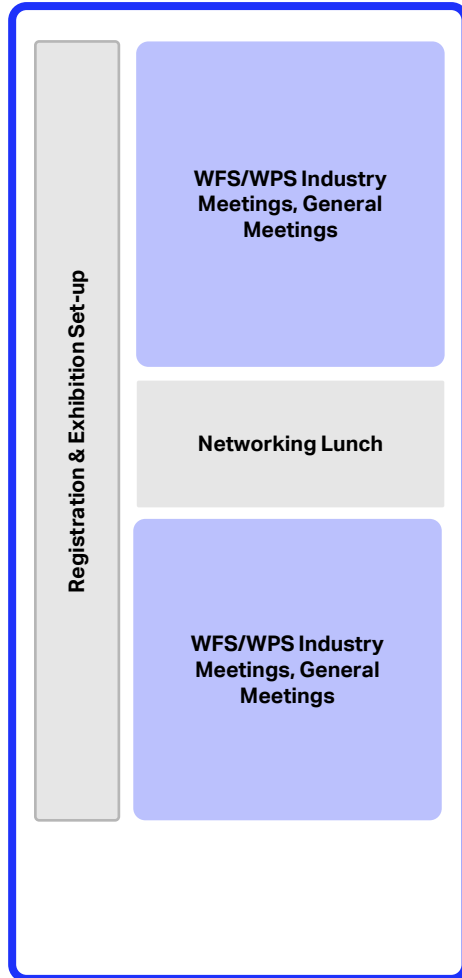 Registration & Exhibition Set-up
WFS/WPS Industry
Meetings, General
Meetings
Networking Lunch
WFS/WPS Industry
Meetings, General
Meetings